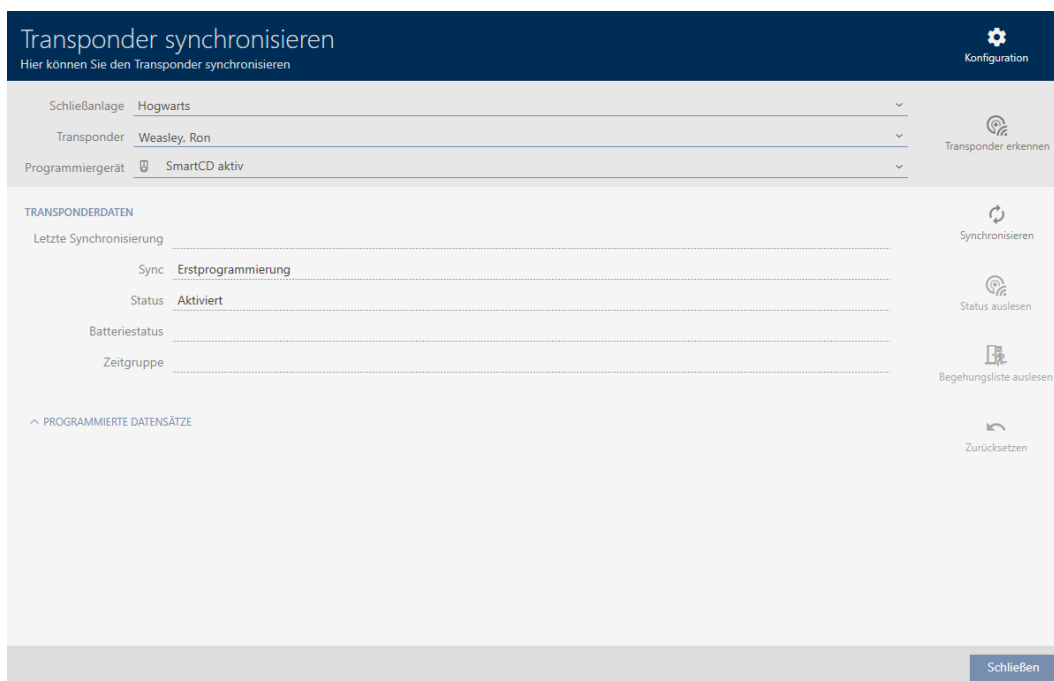 Transponder synchronisieren
Hier können Sie den Transponder synchronisieren
Konfiguration
Schließanlage Hogwarts
Transponder Weasley, Ron
Programmiergerät SmartCD aktiv
Transponder erkennen
TRANSPONDERDATEN
Letzte Synchronisierung
Sync Erstprogrammierung
Status Aktiviert
Batteriestatus
Zeitgruppe
PROGRAMMIERTE DATENSÄTZE
Synchronisieren
Status auslesen
Begehungsliste auslesen
Zurücksetzen
Schließen